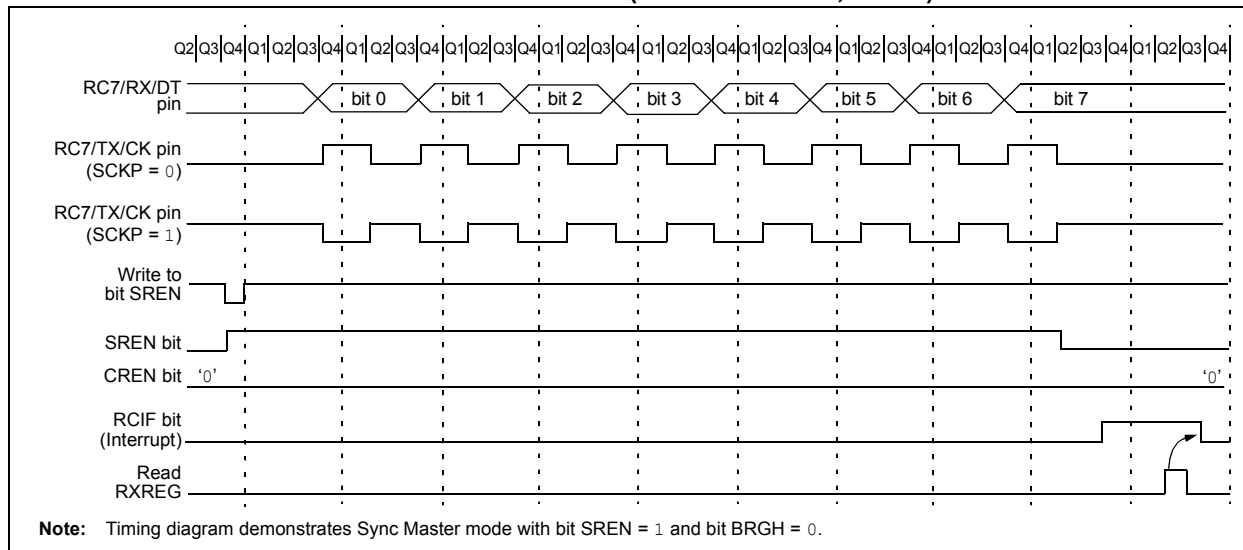 Q2 Q3 Q4 Q1 Q2 Q3 Q4 Q1 Q2 Q3 Q4 Q1 Q2 Q3 Q4 Q1 Q2 Q3 Q4 Q1 Q2 Q3 Q4 Q1 Q2 Q3 Q4 Q1 Q2 Q3 Q4 Q1 Q2 Q3 Q4 Q1 Q2 Q3 Q4 Q1 Q2 Q3 Q4
RC7/RX/DT
pin
bit 0 bit 1 bit 2 bit 3 bit 4 bit 5 bit 6 bit 7
RC7/TX/CK pin
(SCKP = 0)
RC7/TX/CK pin
(SCKP = 1)
Write to
bit SREN
SREN bit
CREN bit ‘0’ ‘0’
RCIF bit
(Interrupt)
Read
RXREG
Note: Timing diagram demonstrates Sync Master mode with bit SREN = 1 and bit BRGH = 0.